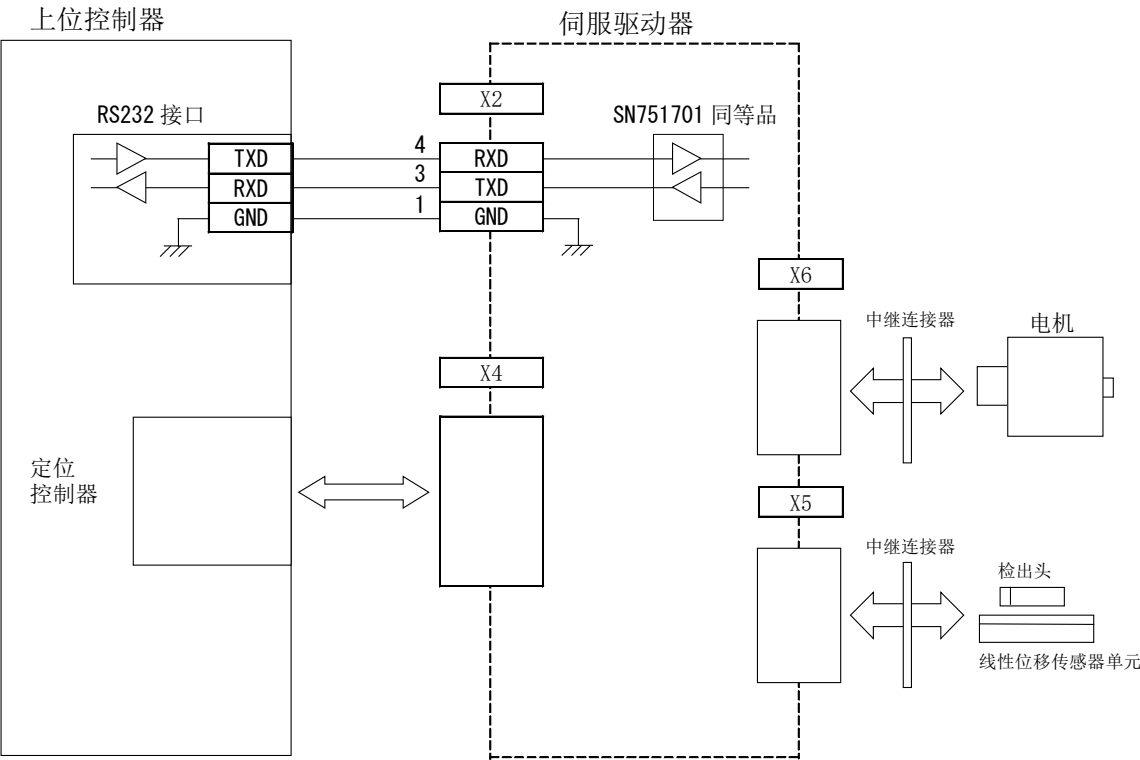 上位控制器
伺服驱动器
X2
RS232 接口
SN751701 同等品
TXD
4
RXD
RXD
3
TXD
GND
1
GND
X6
中继连接器
电机
X4
定位
控制器
X5
中继连接器
检出头
线性位移传感器单元